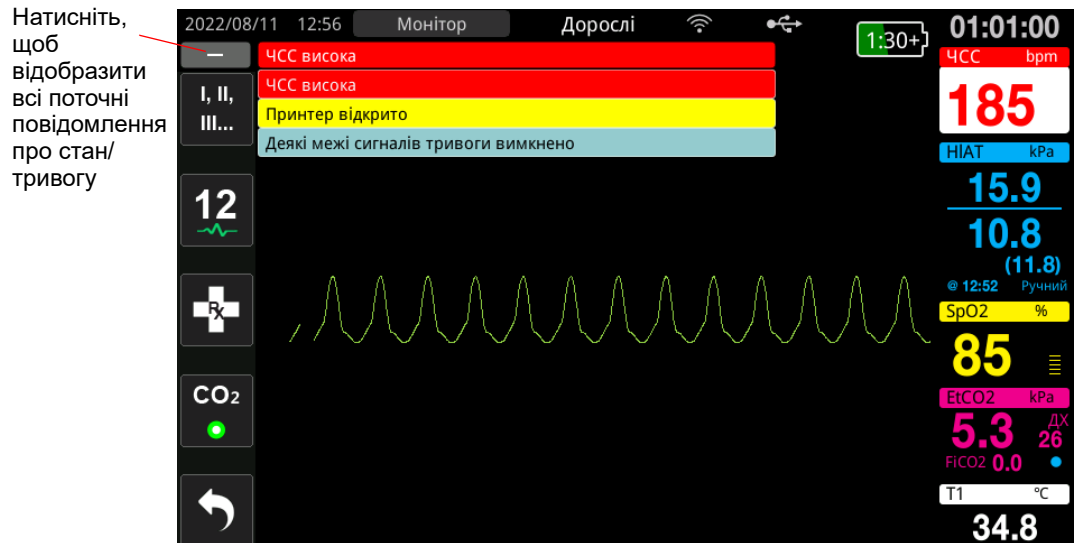 Натисніть,
щоб
відобразити
всі поточні
повідомлення
про стан/
тривогу
2022/08/11 12:56 Монітор Дорослі 1:30+ 01:01:00
ЧСС висока
ЧСС висока
Принтер відкрито
Деякі межі сигналів тривоги вимкнено
I, II,
III...
12
Rx
CO2
ЧСС bpm
185
НІАТ kPa
15.9
10.8
(11.8)
@ 12:52 Ручний
SpO2 %
85
EtCO2 kPa
5.3 ДХ 26
FiCO2 0.0
T1 °C
34.8